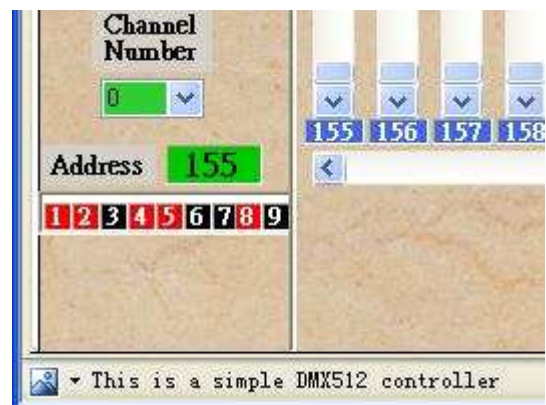 Channel
Number
0
155 156 157 158
Address 155
1 2 3 4 5 6 7 8 9
This is a simple DMX512 controller